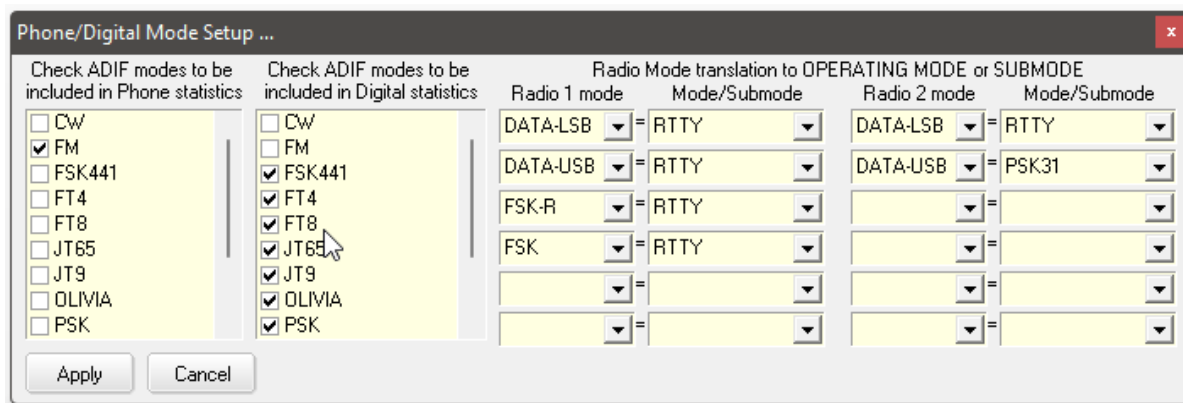 Phone/Digital Mode Setup ...
x
Check ADIF modes to be
included in Phone statistics
CW
FM
FSK441
FT4
FT8
JT65
JT9
OLIVIA
PSK
Check ADIF modes to be
included in Digital statistics
CW
FM
FSK441
FT4
FT8
JT65
JT9
OLIVIA
PSK
Radio Mode translation to OPERATING MODE or SUBMODE
Radio 1 mode Mode/Submode Radio 2 mode Mode/Submode
DATA-LSB = RTTY DATA-LSB = RTTY
DATA-USB = RTTY DATA-USB = PSK31
FSK-R = RTTY =
FSK = RTTY =
= =
= =
Apply Cancel